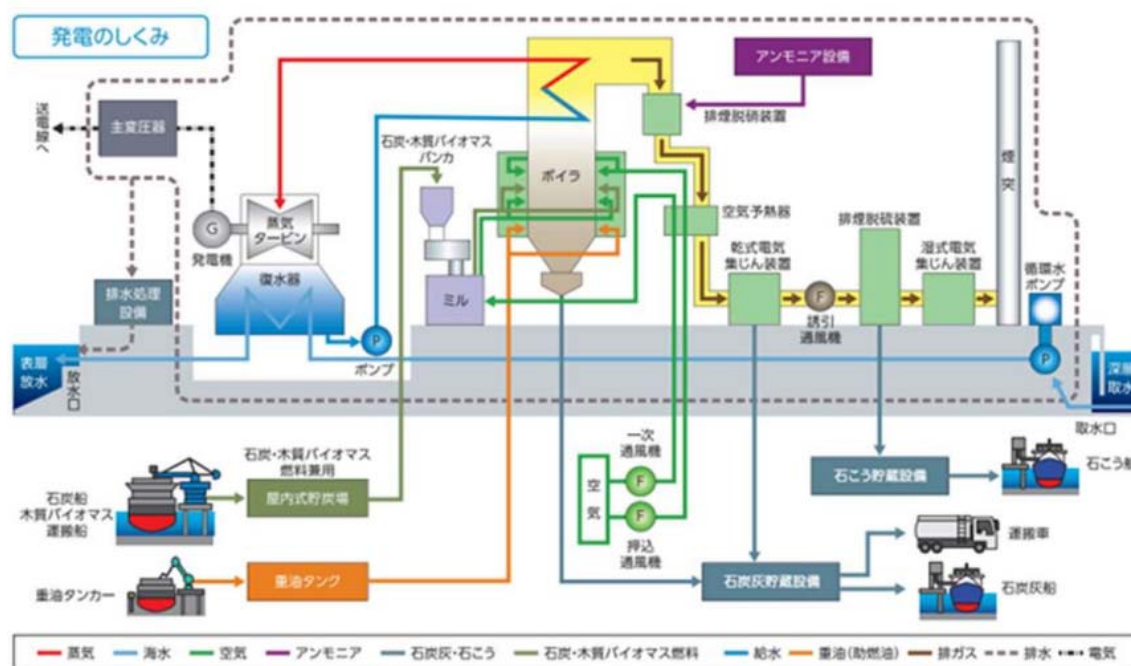 発電のしくみ
送電線へ
主変圧器
G
発電機
蒸気
タービン
復水器
排水処理
設備
表層
放水
放水口
P
ポンプ
石炭・木質バイオマス
バンカ
ミル
ボイラ
アンモニア設備
排煙脱硝装置
空気予熱器
乾式電気
集じん装置
F
誘引
通風機
排煙脱硫装置
湿式電気
集じん装置
煙突
循環水
ポンプ
P
深層
取水
取水口
石炭船
木質バイオマス
運搬船
石炭・木質バイオマス
燃料兼用
屋内式貯炭場
重油タンカー
重油タンク
空気
一次
通風機
F
F
押込
通風機
石こう貯蔵設備
石こう船
石炭灰貯蔵設備
運搬車
石炭灰船
蒸気 海水 空気 アンモニア 石炭灰・石こう 石炭・木質バイオマス燃料 給水 重油(助燃油) 排ガス 排水 電気